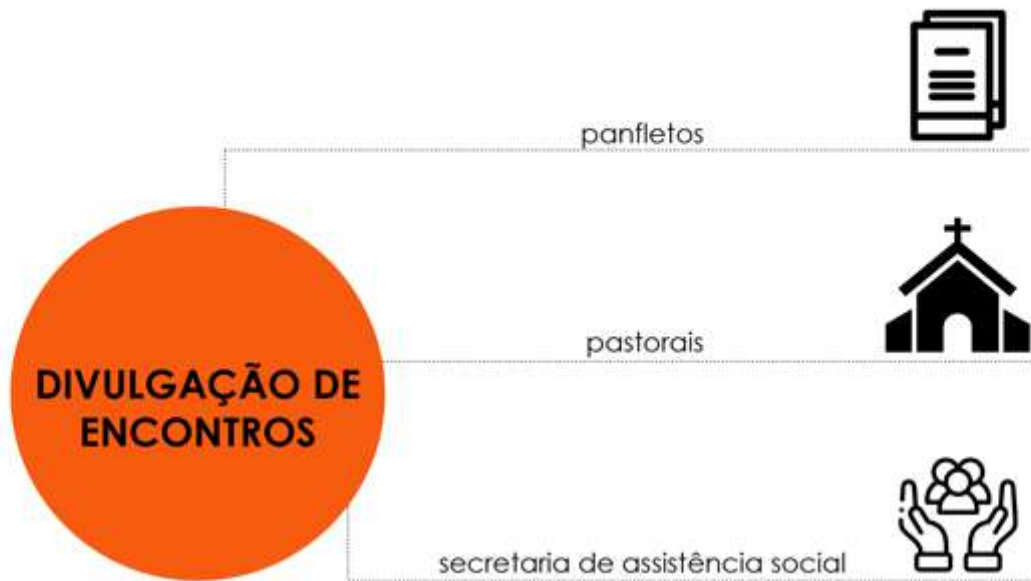 panfletos
pastorais
DIVULGAÇÃO DE
ENCONTROS
secretaria de assistência social